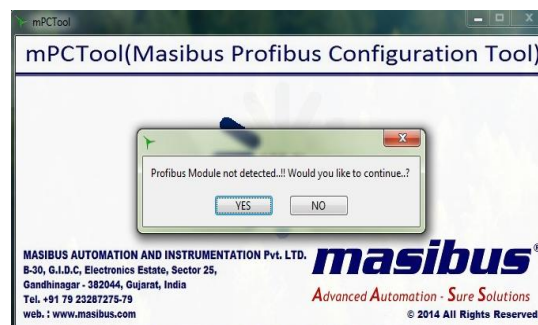 mPCTool
mPCTool(Masibus Profibus Configuration Tool)
Profibus Module not detected..!! Would you like to continue..?
YES
NO
MASIBUS AUTOMATION AND INSTRUMENTATION Pvt. LTD.
B-30, G.I.D.C, Electronics Estate, Sector 25,
Gandhinagar - 382044, Gujarat, India
Tel. +91 79 23287275-79
web. : www.masibus.com
masibus®
Advanced Automation - Sure Solutions
© 2014 All Rights Reserved